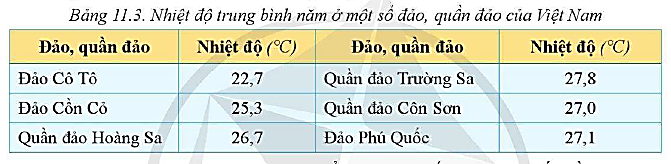 Bảng 11.3. Nhiệt độ trung bình năm ở một số đảo, quần đảo của Việt Nam
Đảo, quần đảo Nhiệt độ (°C) Đảo, quần đảo Nhiệt độ (°C)
Đảo Cô Tô 22,7 Quần đảo Trường Sa 27,8
Đảo Cồn Cỏ 25,3 Quần đảo Côn Sơn 27,0
Quần đảo Hoàng Sa 26,7 Đảo Phú Quốc 27,1